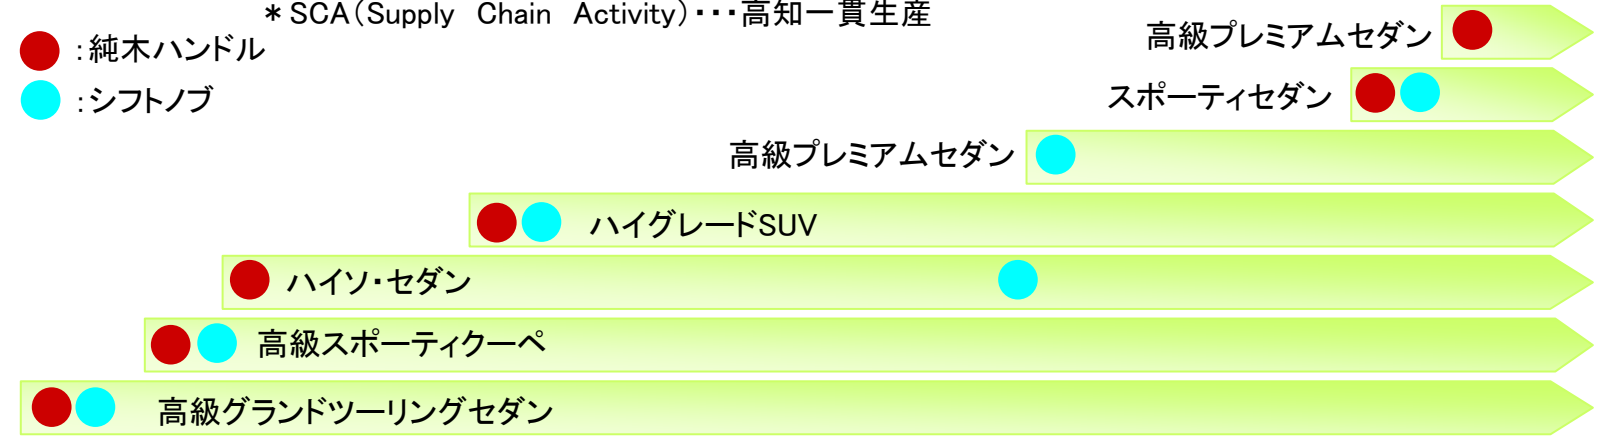 ＊SCA（Supply Chain Activity）・・・高知一貫生産
：純木ハンドル
：シフトノブ
高級プレミアムセダン
スポーティセダン
高級プレミアムセダン
ハイグレードSUV
ハイソ・セダン
高級スポーティクーペ
高級グランドツーリングセダン